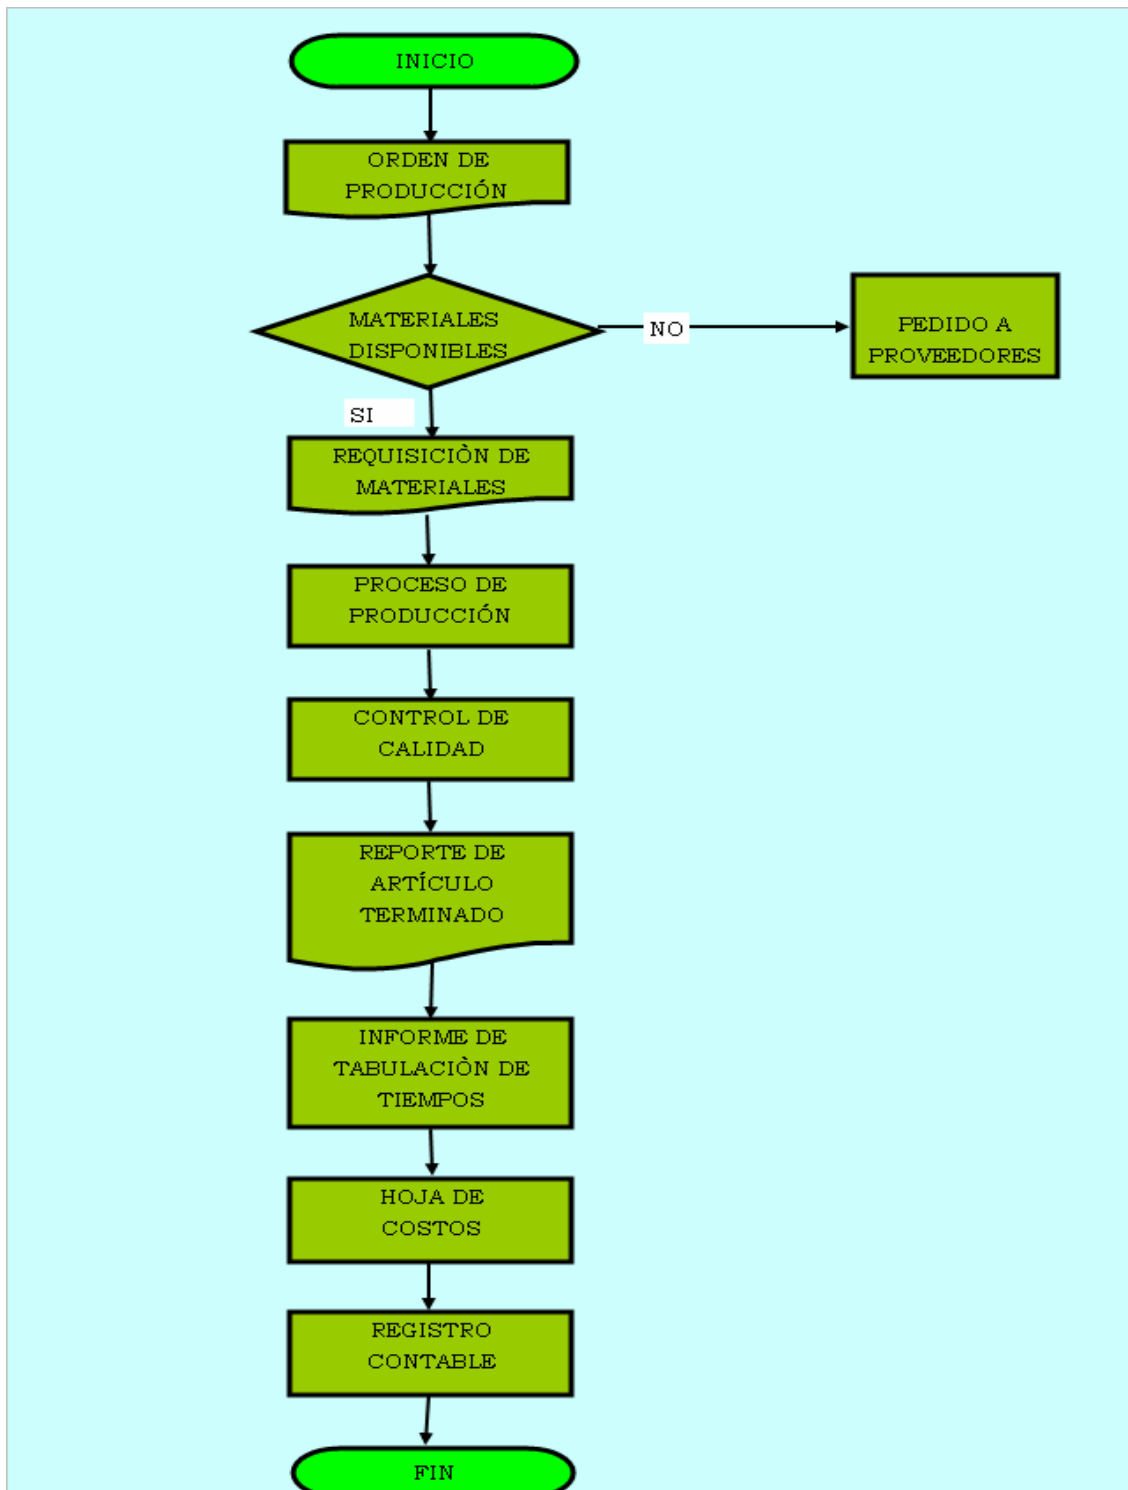 INICIO
ORDEN DE
PRODUCCIÓN
MATERIALES
DISPONIBLES
NO
PEDIDO A
PROVEEDORES
SI
REQUISICIÒN DE
MATERIALES
PROCESO DE
PRODUCCIÓN
CONTROL DE
CALIDAD
REPORTE DE
ARTÍCULO
TERMINADO
INFORME DE
TABULACIÒN DE
TIEMPOS
HOJA DE
COSTOS
REGISTRO
CONTABLE
FIN